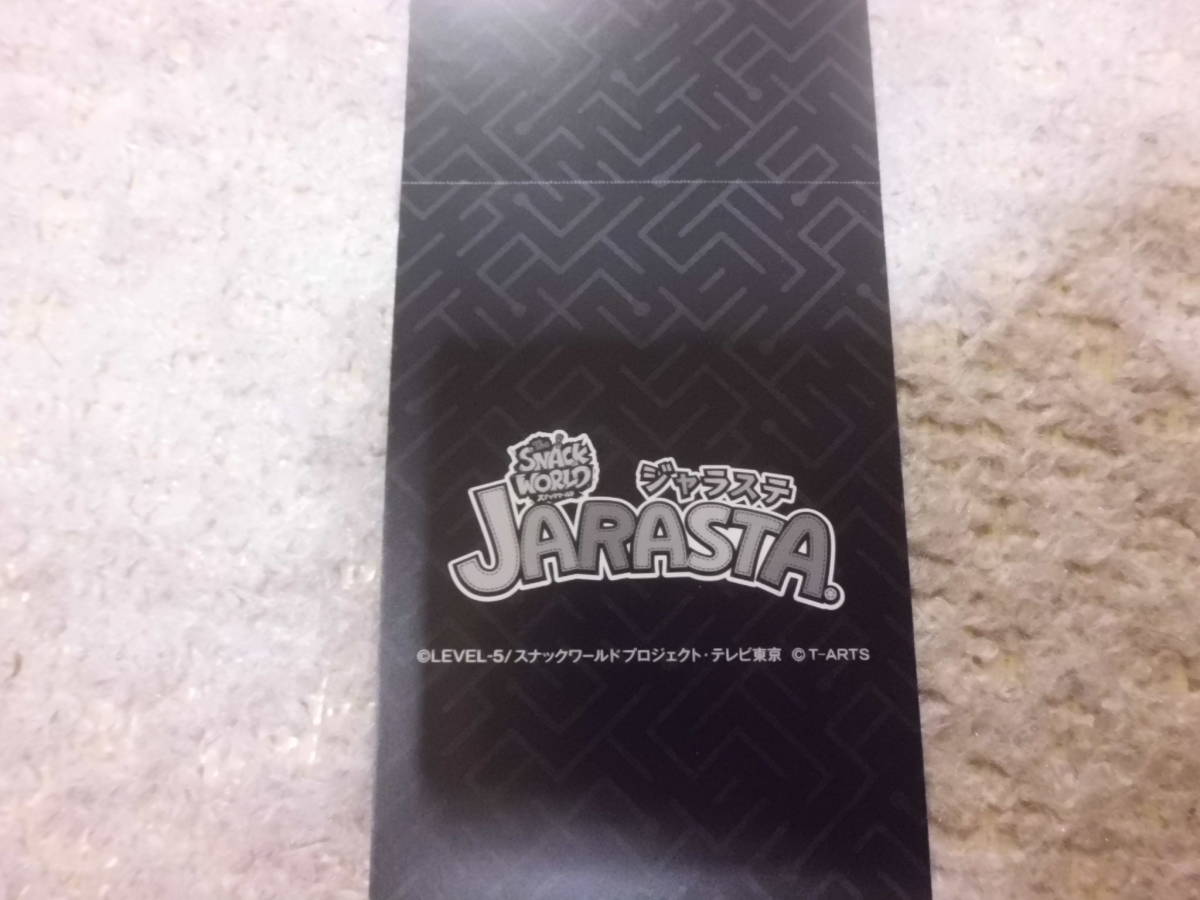 The
SNACK
WORLD
スナックワールド
ジャラステ
JARASTA®
©LEVEL-5/スナックワールドプロジェクト・テレビ東京 ©T-ARTS